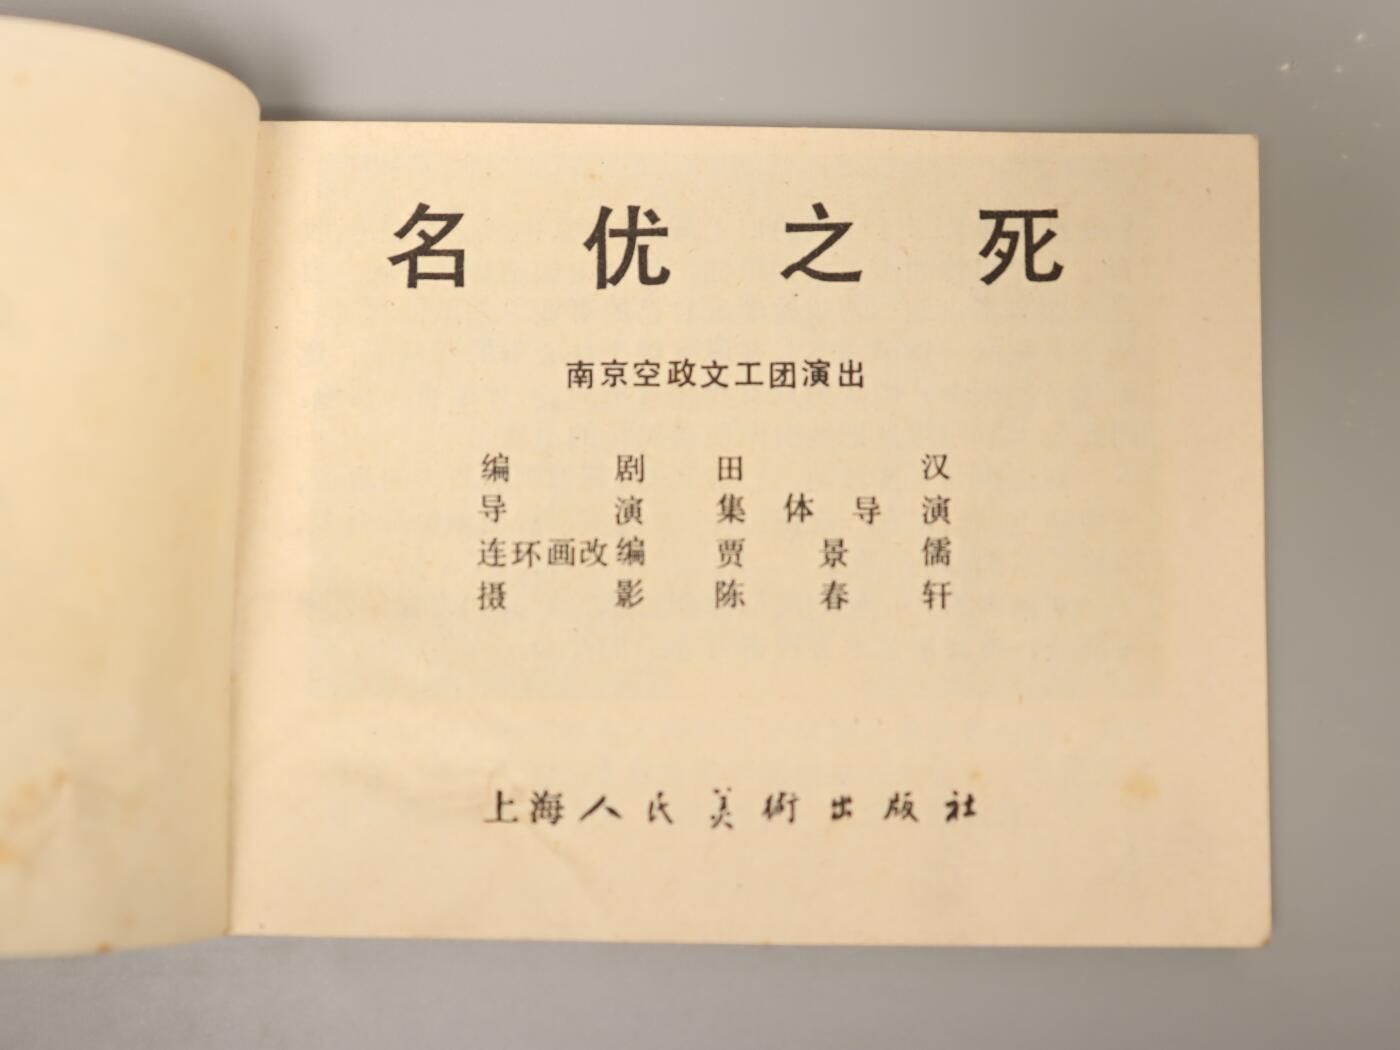 名优之死
南京空政文工团演出
编剧 田汉
导演 集体导演
连环画改编 贾景儒
摄影 陈春轩
上海人民美術出版社